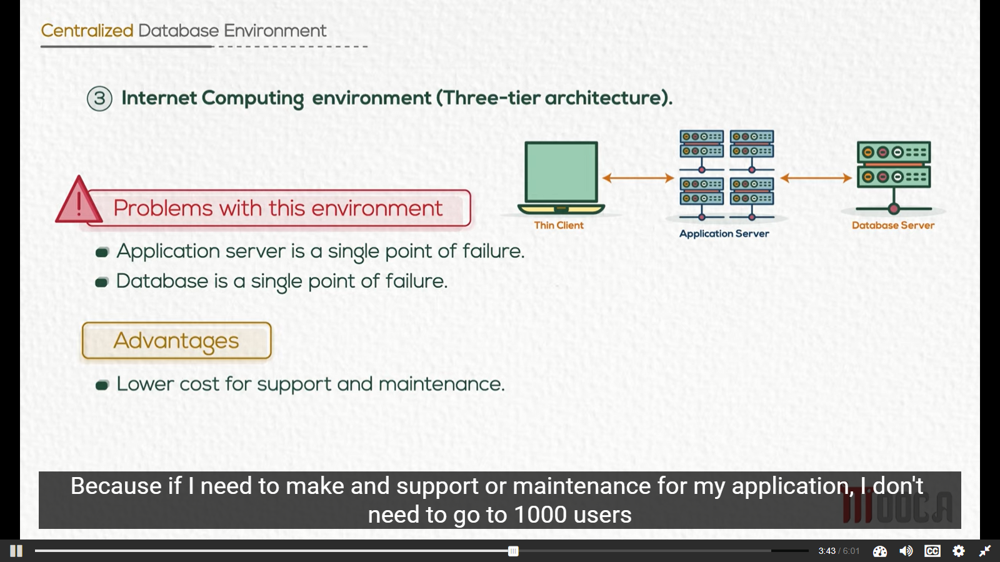 Centralized Database Environment
3 Internet Computing environment (Three-tier architecture).
Thin Client
Application Server
Database Server
Problems with this environment
Application server is a single point of failure.
Database is a single point of failure.
Advantages
Lower cost for support and maintenance.
Because if I need to make and support or maintenance for my application, I don't
need to go to 1000 users
3:43 / 6:01
CC